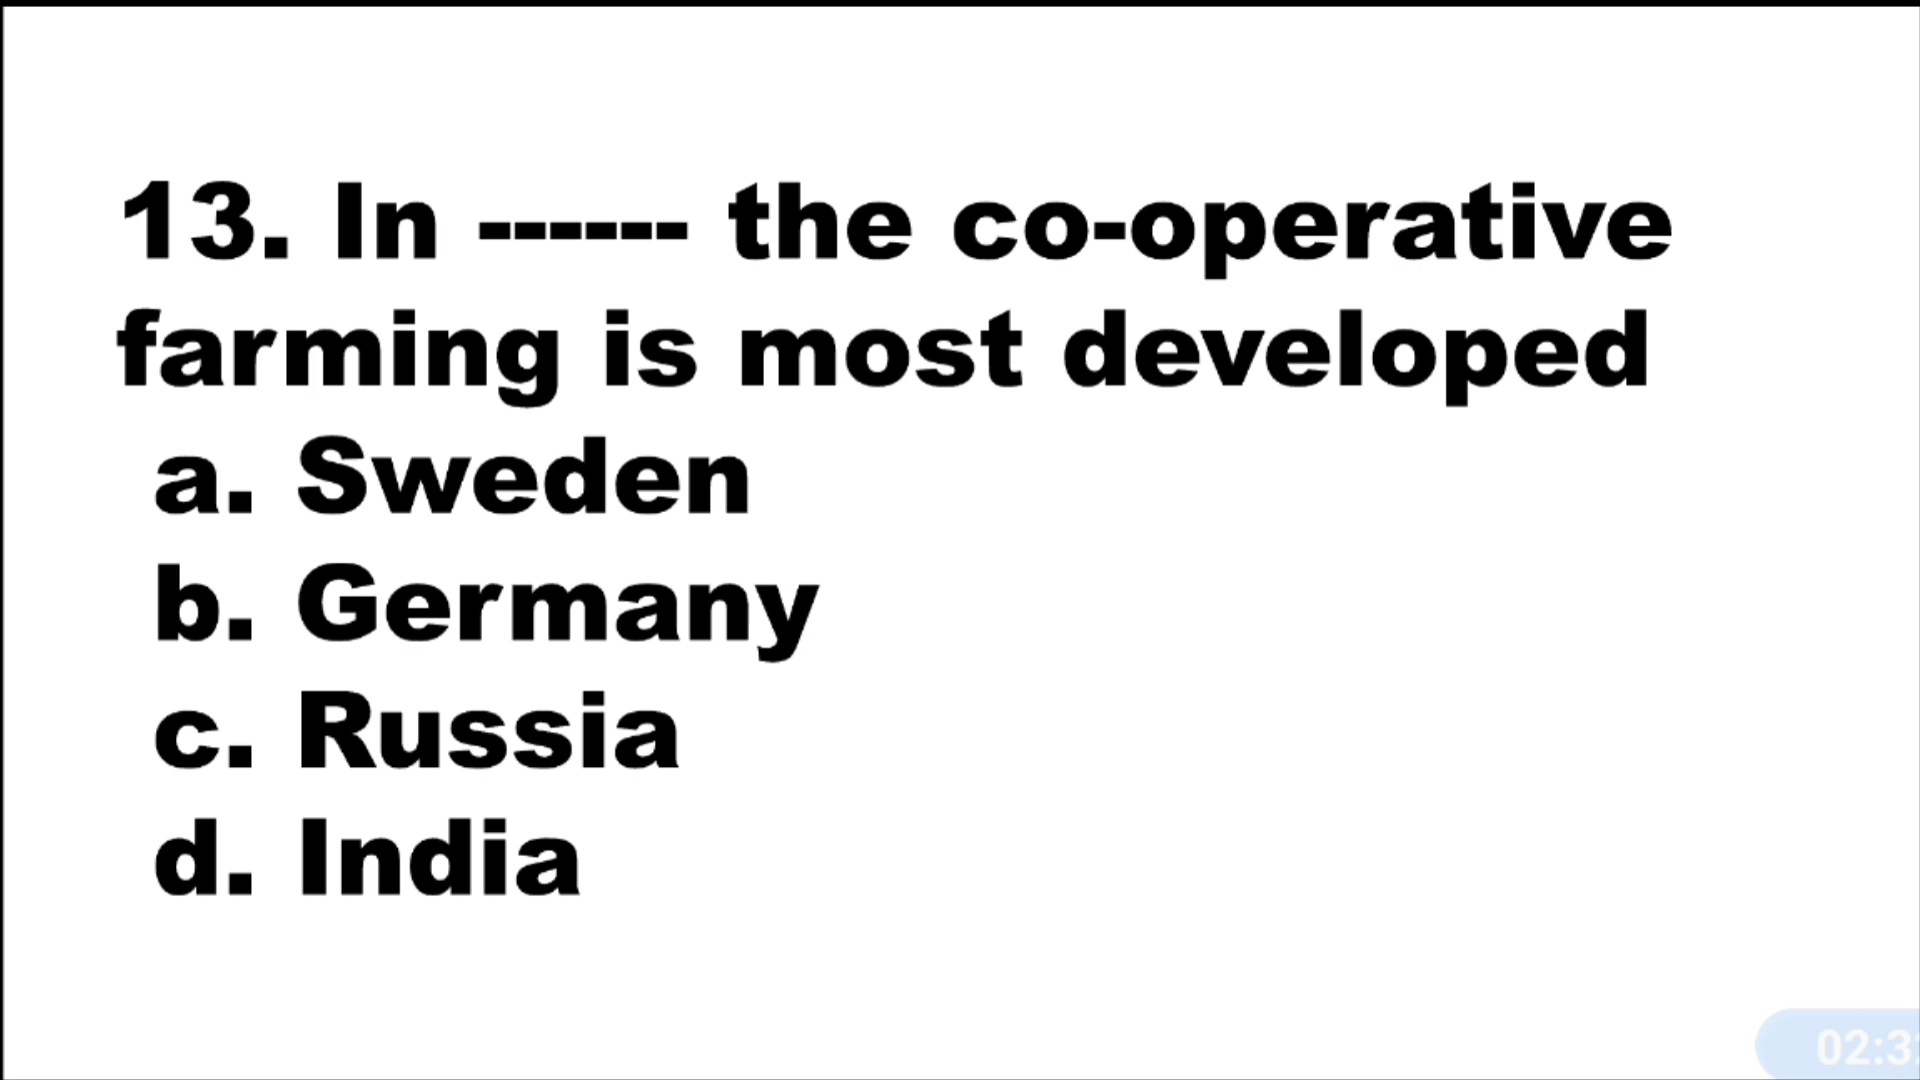 13. In ------ the co-operative
farming is most developed
a. Sweden
b. Germany
c. Russia
d. India